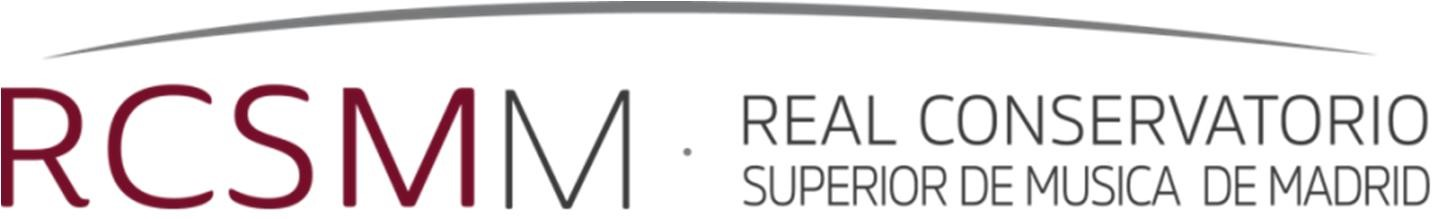 RCSMM · REAL CONSERVATORIO
SUPERIOR DE MUSICA DE MADRID